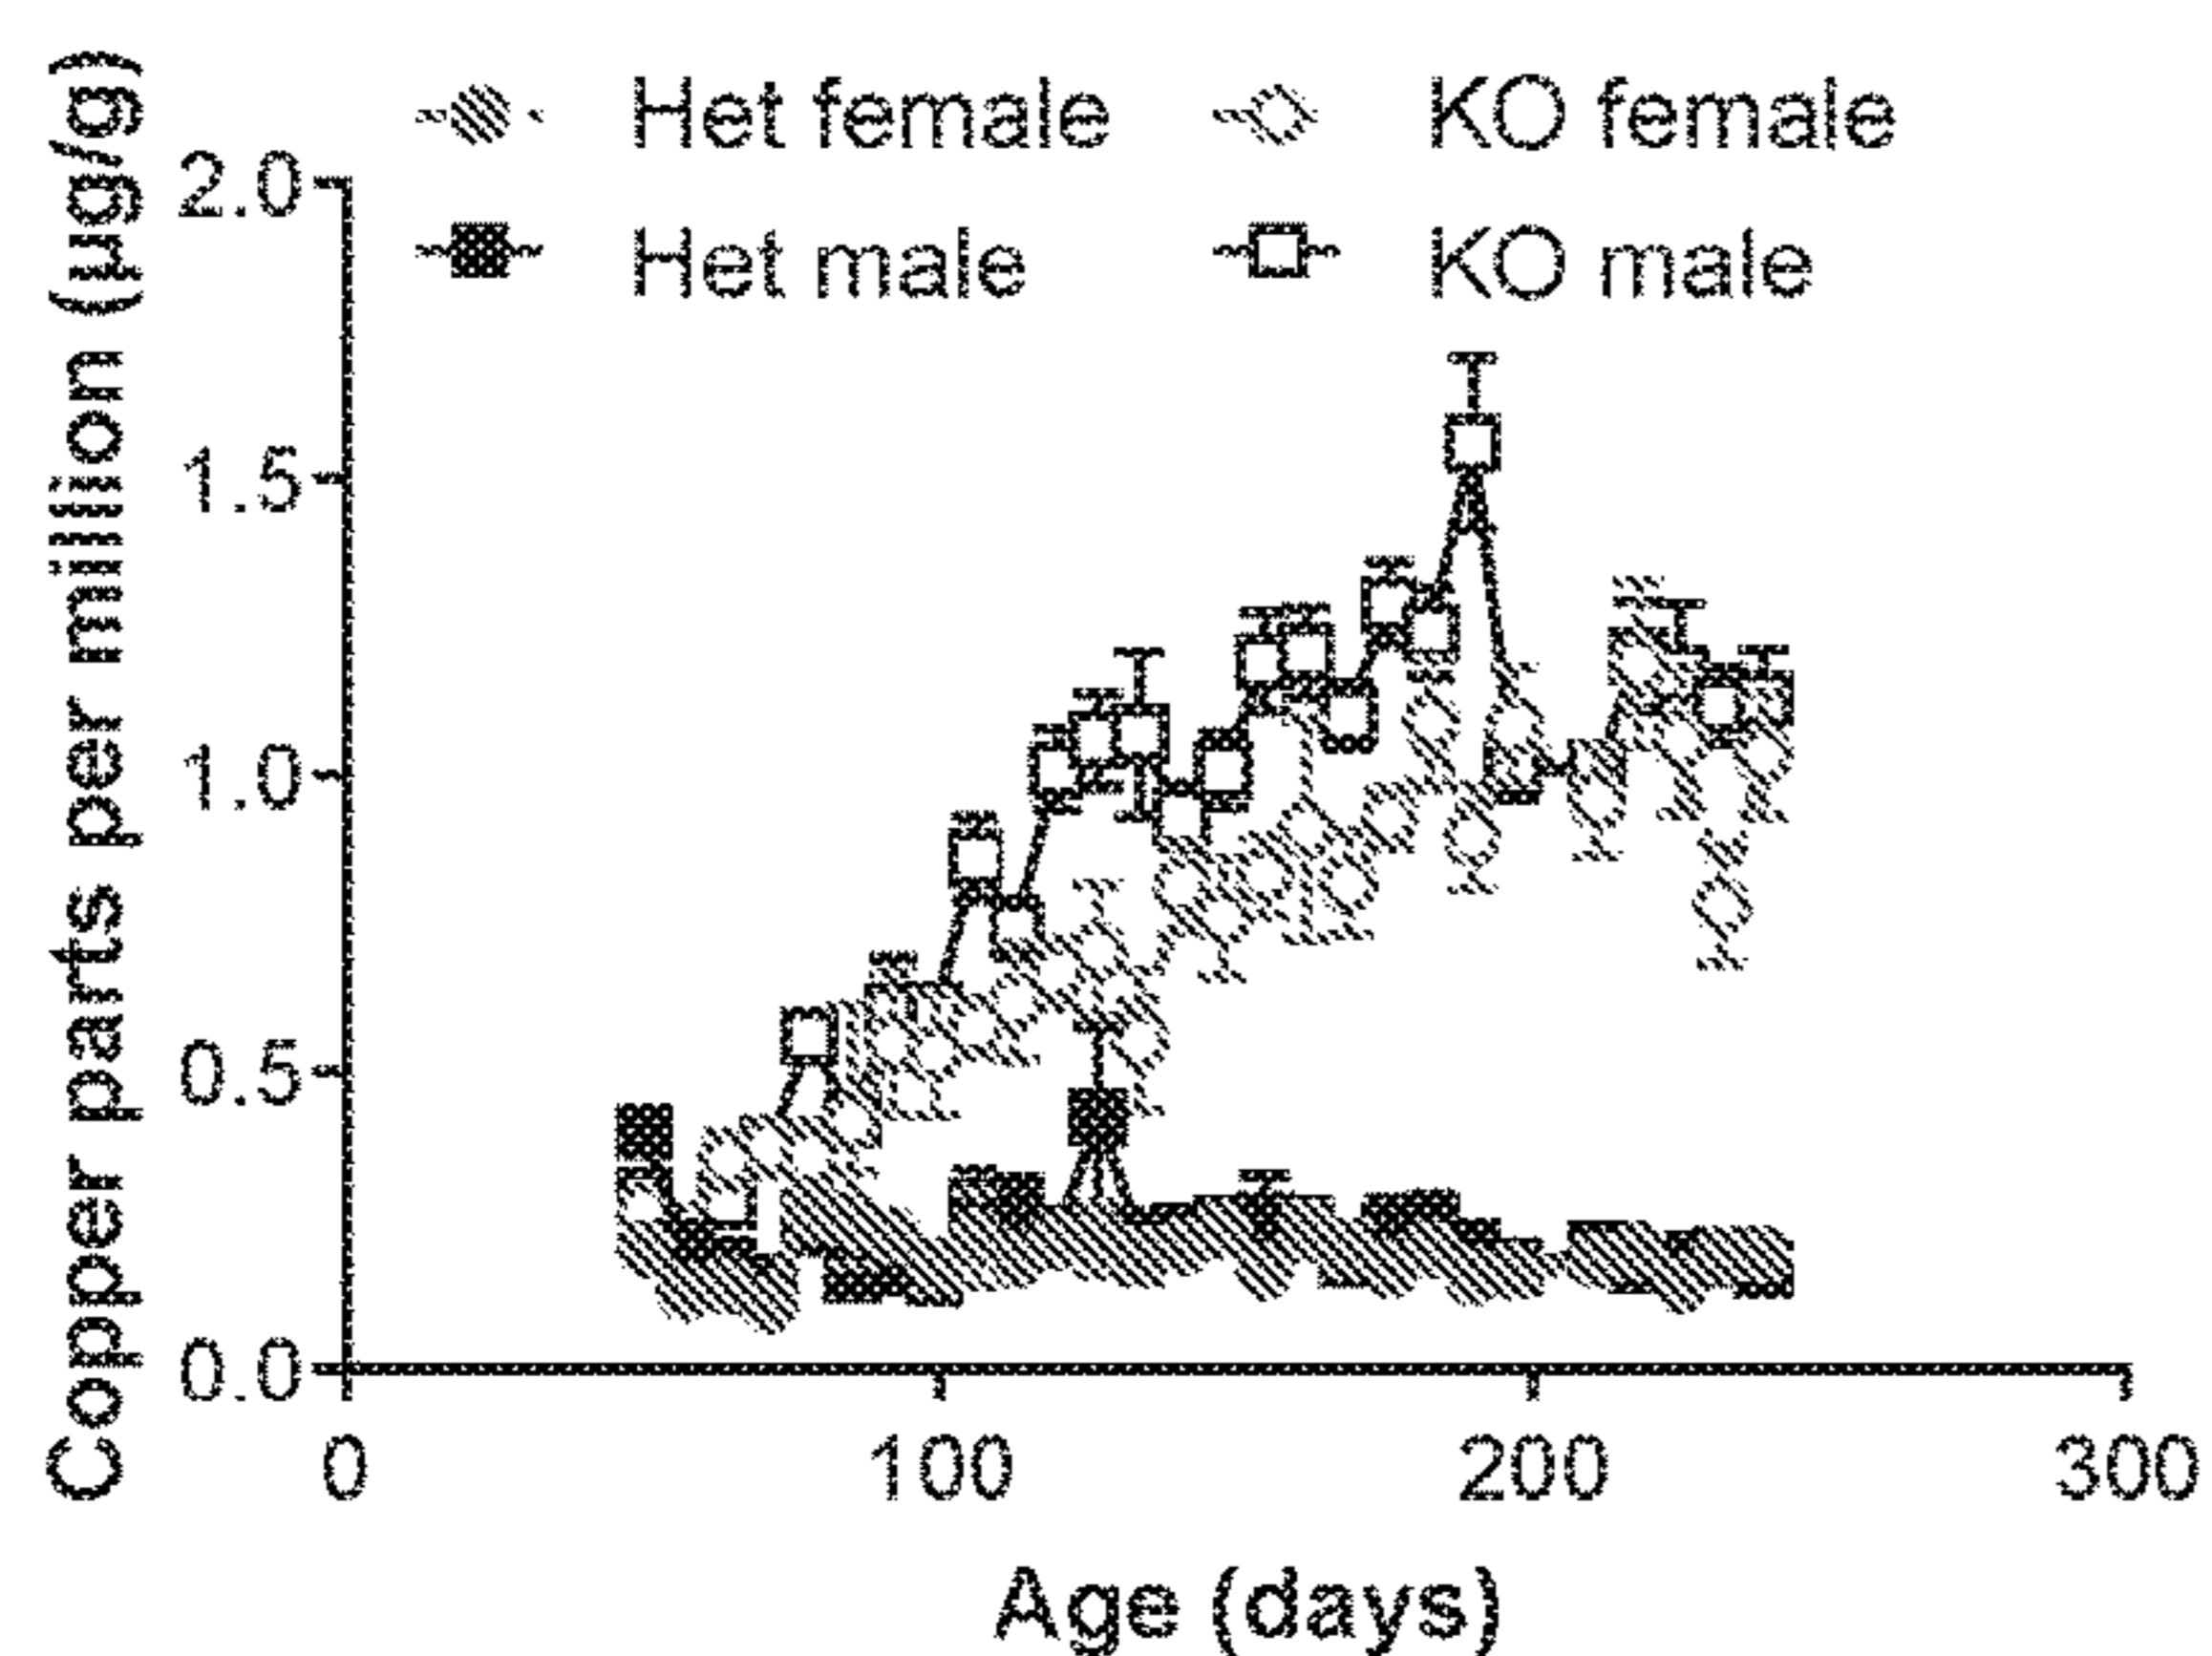 Copper parts per million (µg/g)
Het female
KO female
Het male
KO male
2.0
1.5
1.0
0.5
0.0
0
100
200
300
Age (days)